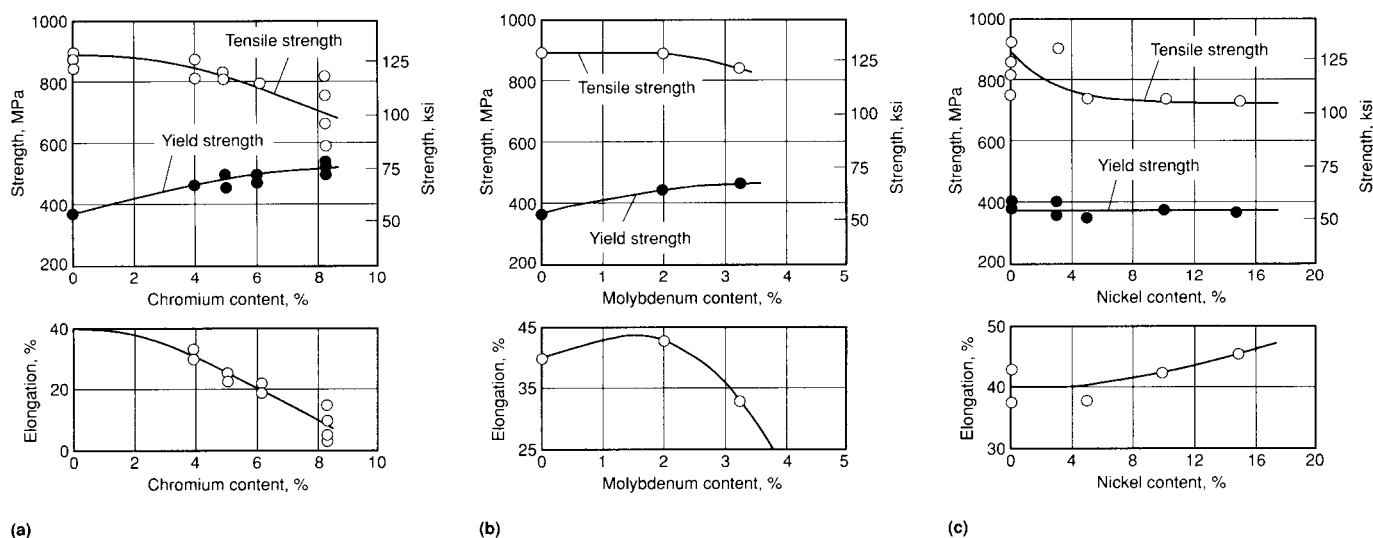 1000
800
600
400
200
Strength, MPa
Tensile strength
Yield strength
125
100
75
50
Strength, ksi
0 2 4 6 8 10
Chromium content, %
40
20
0
Elongation, %
0 2 4 6 8 10
Chromium content, %
(a)
1000
800
600
400
200
Strength, MPa
Tensile strength
Yield strength
125
100
75
50
Strength, ksi
0 1 2 3 4 5
Molybdenum content, %
45
35
25
Elongation, %
0 1 2 3 4 5
Molybdenum content, %
(b)
1000
800
600
400
200
Strength, MPa
Tensile strength
Yield strength
125
100
75
50
Strength, ksi
0 4 8 12 16 20
Nickel content, %
50
40
30
Elongation, %
0 4 8 12 16 20
Nickel content, %
(c)